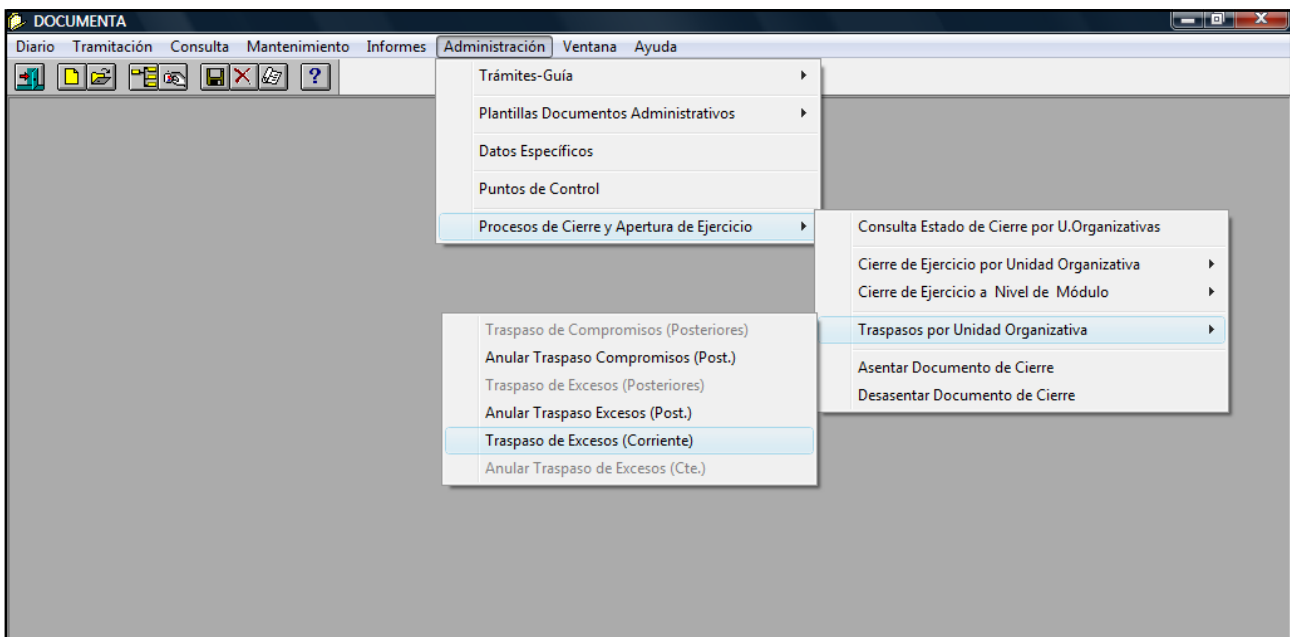 DOCUMENTA
Diario Tramitación Consulta Mantenimiento Informes Administración Ventana Ayuda
?
Trámites-Guía
Plantillas Documentos Administrativos
Datos Específicos
Puntos de Control
Procesos de Cierre y Apertura de Ejercicio
Consulta Estado de Cierre por U.Organizativas
Cierre de Ejercicio por Unidad Organizativa
Cierre de Ejercicio a Nivel de Módulo
Traspasos por Unidad Organizativa
Asentar Documento de Cierre
Desasentar Documento de Cierre
Traspaso de Compromisos (Posteriores)
Anular Traspaso Compromisos (Post.)
Traspaso de Excesos (Posteriores)
Anular Traspaso Excesos (Post.)
Traspaso de Excesos (Corriente)
Anular Traspaso de Excesos (Cte.)